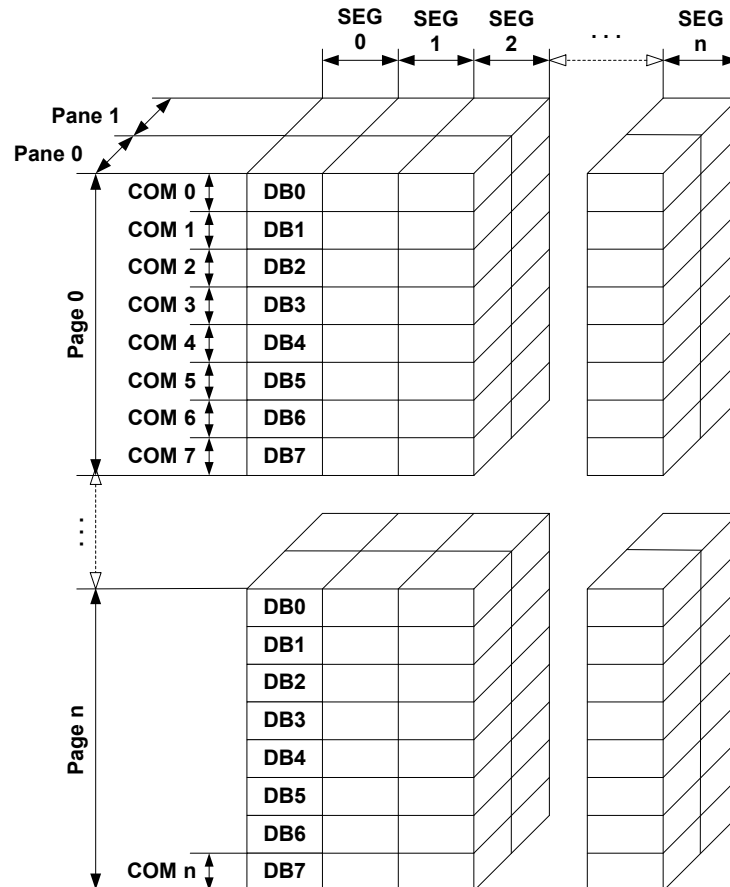 SEG 0
SEG 1
SEG 2
. . .
SEG n
Pane 1
Pane 0
Page 0
COM 0 DB0
COM 1 DB1
COM 2 DB2
COM 3 DB3
COM 4 DB4
COM 5 DB5
COM 6 DB6
COM 7 DB7
. . .
Page n
DB0
DB1
DB2
DB3
DB4
DB5
DB6
COM n DB7